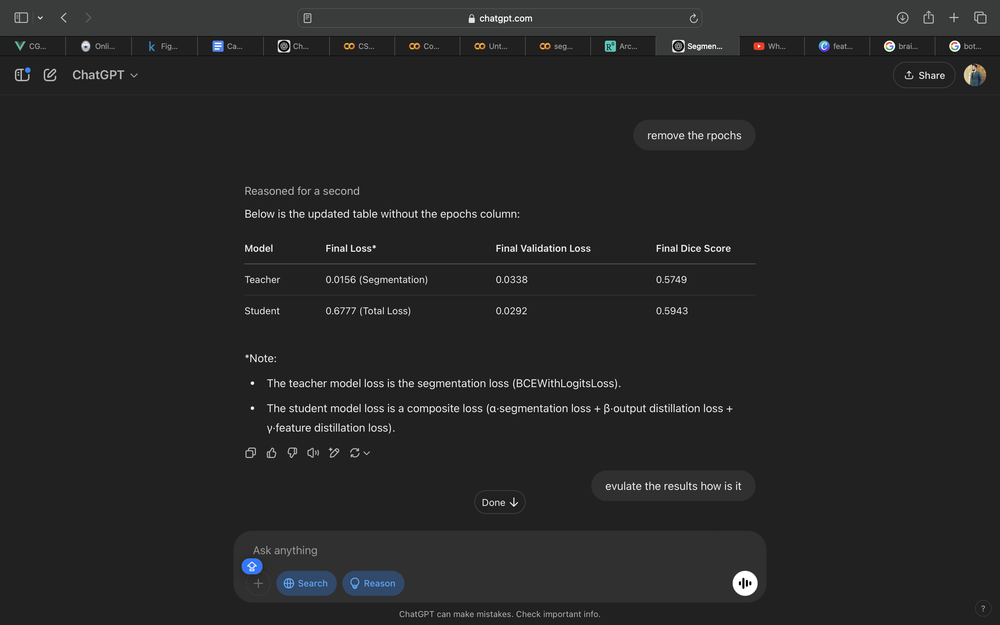 chatgpt.com
CG... Onli... Fig... Ca... Ch... CS... Co... Unt... seg... Arc... Segmen... Wh... feat... brai... bot...
ChatGPT Share
remove the rpochs
Reasoned for a second
Below is the updated table without the epochs column:
Model Final Loss* Final Validation Loss Final Dice Score
Teacher 0.0156 (Segmentation) 0.0338 0.5749
Student 0.6777 (Total Loss) 0.0292 0.5943
*Note:
• The teacher model loss is the segmentation loss (BCEWithLogitsLoss).
• The student model loss is a composite loss (α·segmentation loss + β·output distillation loss +
γ·feature distillation loss).
evulate the results how is it
Done ↓
Ask anything
Search Reason
ChatGPT can make mistakes. Check important info.
?